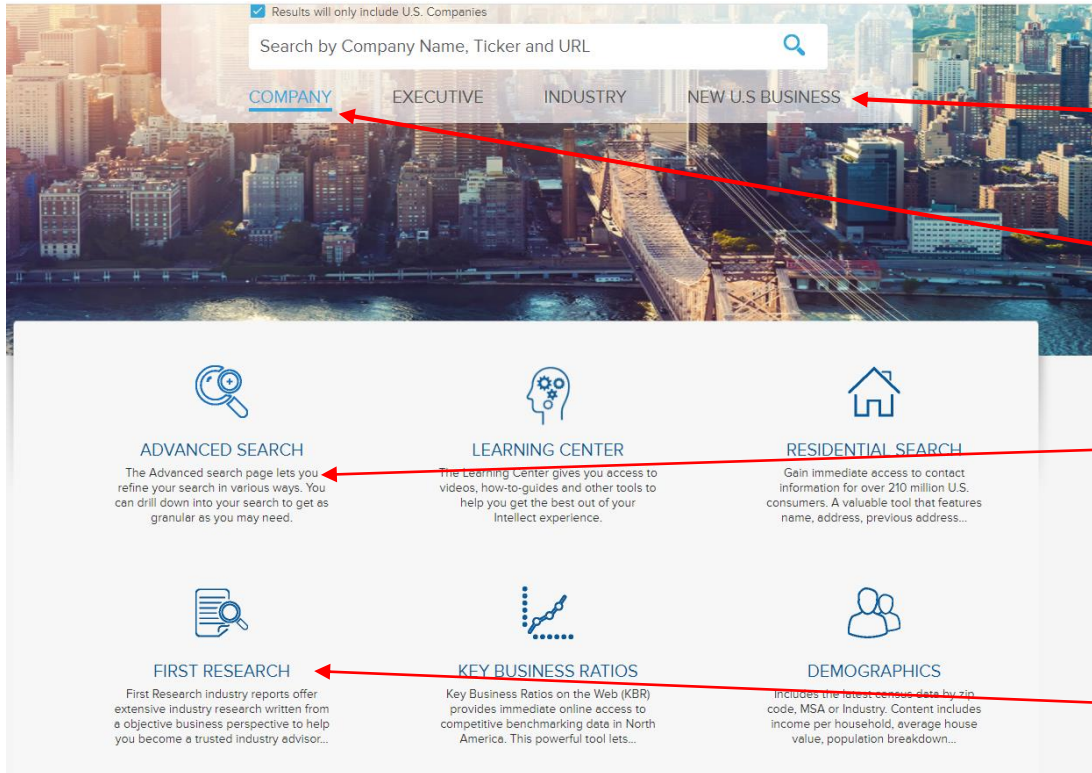 Results will only include U.S. Companies
Search by Company Name, Ticker and URL
COMPANY EXECUTIVE INDUSTRY NEW U.S BUSINESS
ADVANCED SEARCH
The Advanced search page lets you
refine your search in various ways. You
can drill down into your search to get as
granular as you may need.
LEARNING CENTER
The Learning Center gives you access to
videos, how-to-guides and other tools to
help you get the best out of your
Intellect experience.
RESIDENTIAL SEARCH
Gain immediate access to contact
information for over 210 million U.S.
consumers. A valuable tool that features
name, address, previous address...
FIRST RESEARCH
First Research industry reports offer
extensive industry research written from
a objective business perspective to help
you become a trusted industry advisor...
KEY BUSINESS RATIOS
Key Business Ratios on the Web (KBR)
provides immediate online access to
competitive benchmarking data in North
America. This powerful tool lets...
DEMOGRAPHICS
Includes the latest census data by zip
code, MSA or Industry. Content includes
income per household, average house
value, population breakdown...